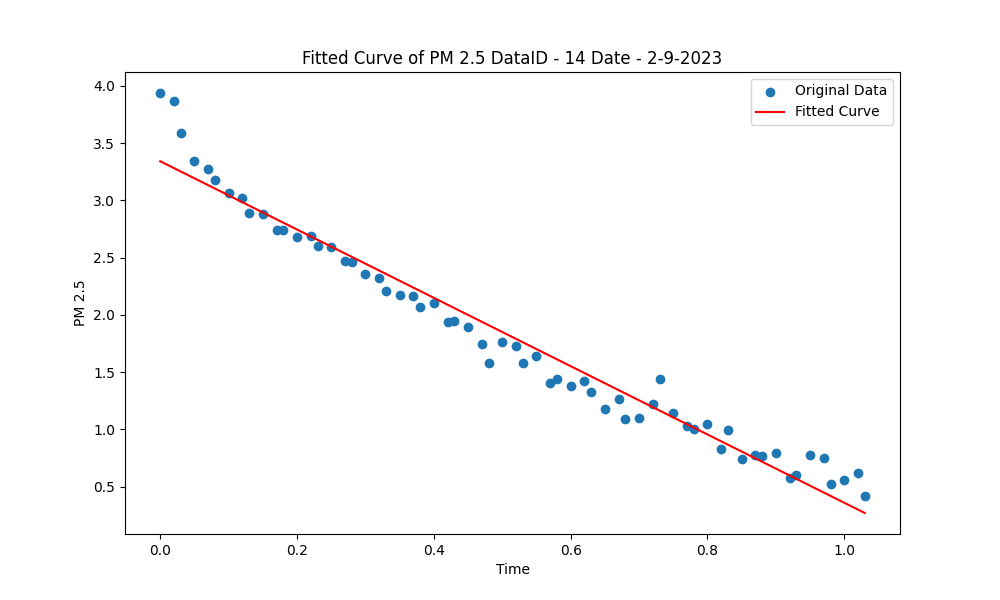 Fitted Curve of PM 2.5 DataID - 14 Date - 2-9-2023
Original Data
Fitted Curve
4.0
3.5
3.0
2.5
2.0
1.5
1.0
0.5
PM 2.5
0.0 0.2 0.4 0.6 0.8 1.0
Time